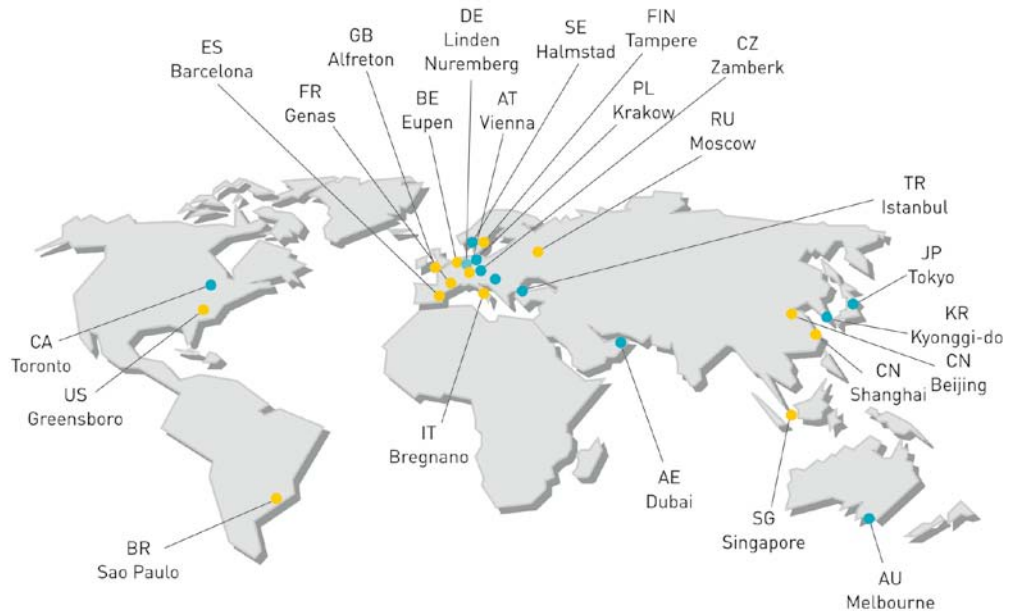 ES
Barcelona
FR
Genas
GB
Alfreton
BE
Eupen
DE
Linden
Nuremberg
AT
Vienna
SE
Halmstad
FIN
Tampere
PL
Krakow
CZ
Zamberk
RU
Moscow
TR
Istanbul
JP
Tokyo
KR
Kyonggi-do
CN
Beijing
CN
Shanghai
CA
Toronto
US
Greensboro
IT
Bregnano
AE
Dubai
SG
Singapore
BR
Sao Paulo
AU
Melbourne